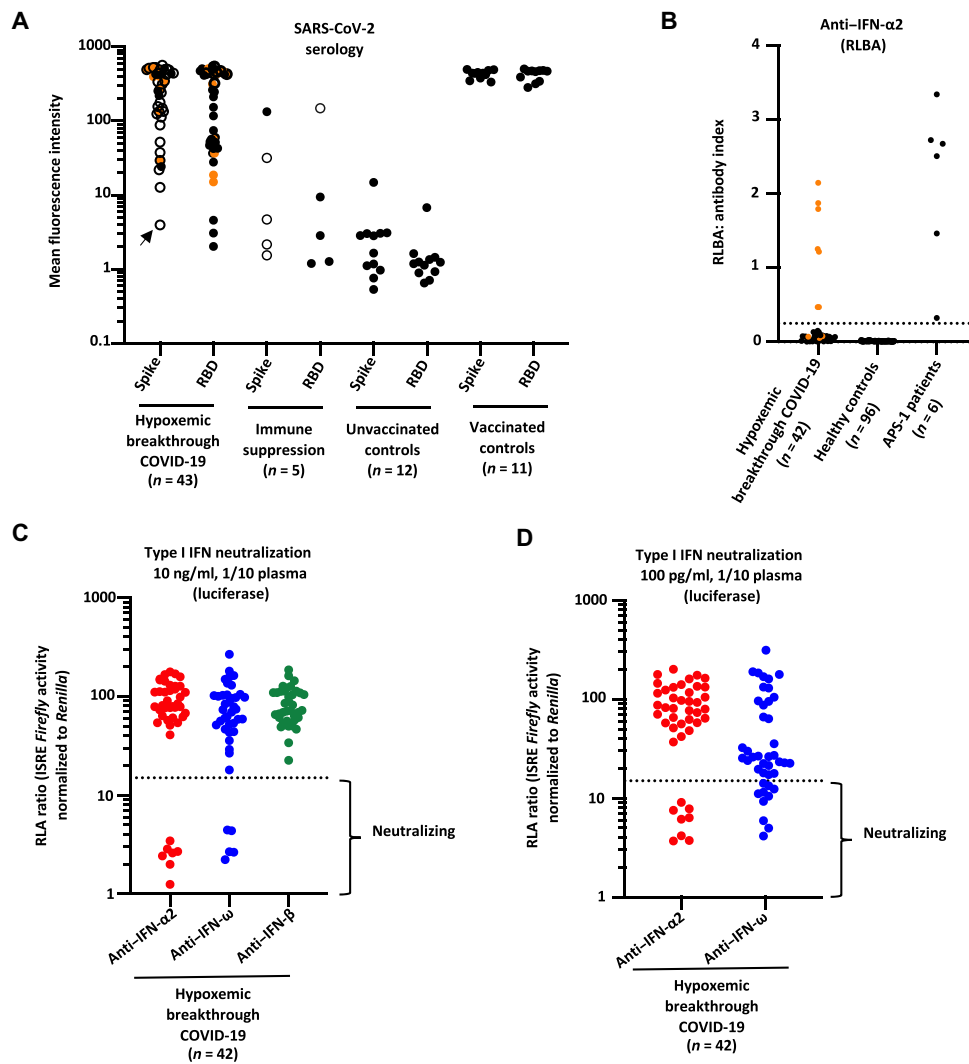 A
SARS-CoV-2
serology
Mean fluorescence intensity
1000
100
10
1
0.1
Spike
RBD
Spike
RBD
Spike
RBD
Spike
RBD
Hypoxemic
breakthrough
COVID-19
(n = 43)
Immune
suppression
(n = 5)
Unvaccinated
controls
(n = 12)
Vaccinated
controls
(n = 11)
B
Anti–IFN-α2
(RLBA)
RLBA: antibody index
4
3
2
1
0
Hypoxemic
breakthrough COVID-19
(n = 42)
Healthy controls
(n = 96)
APS-1 patients
(n = 6)
C
Type I IFN neutralization
10 ng/ml, 1/10 plasma
(luciferase)
RLA ratio (ISRE Firefly activity
normalized to Renilla)
1000
100
10
1
Neutralizing
Anti–IFN-α2
Anti–IFN-ω
Anti–IFN-β
Hypoxemic
breakthrough
COVID-19
(n = 42)
D
Type I IFN neutralization
100 pg/ml, 1/10 plasma
(luciferase)
RLA ratio (ISRE Firefly activity
normalized to Renilla)
1000
100
10
1
Neutralizing
Anti–IFN-α2
Anti–IFN-ω
Hypoxemic
breakthrough
COVID-19
(n = 42)